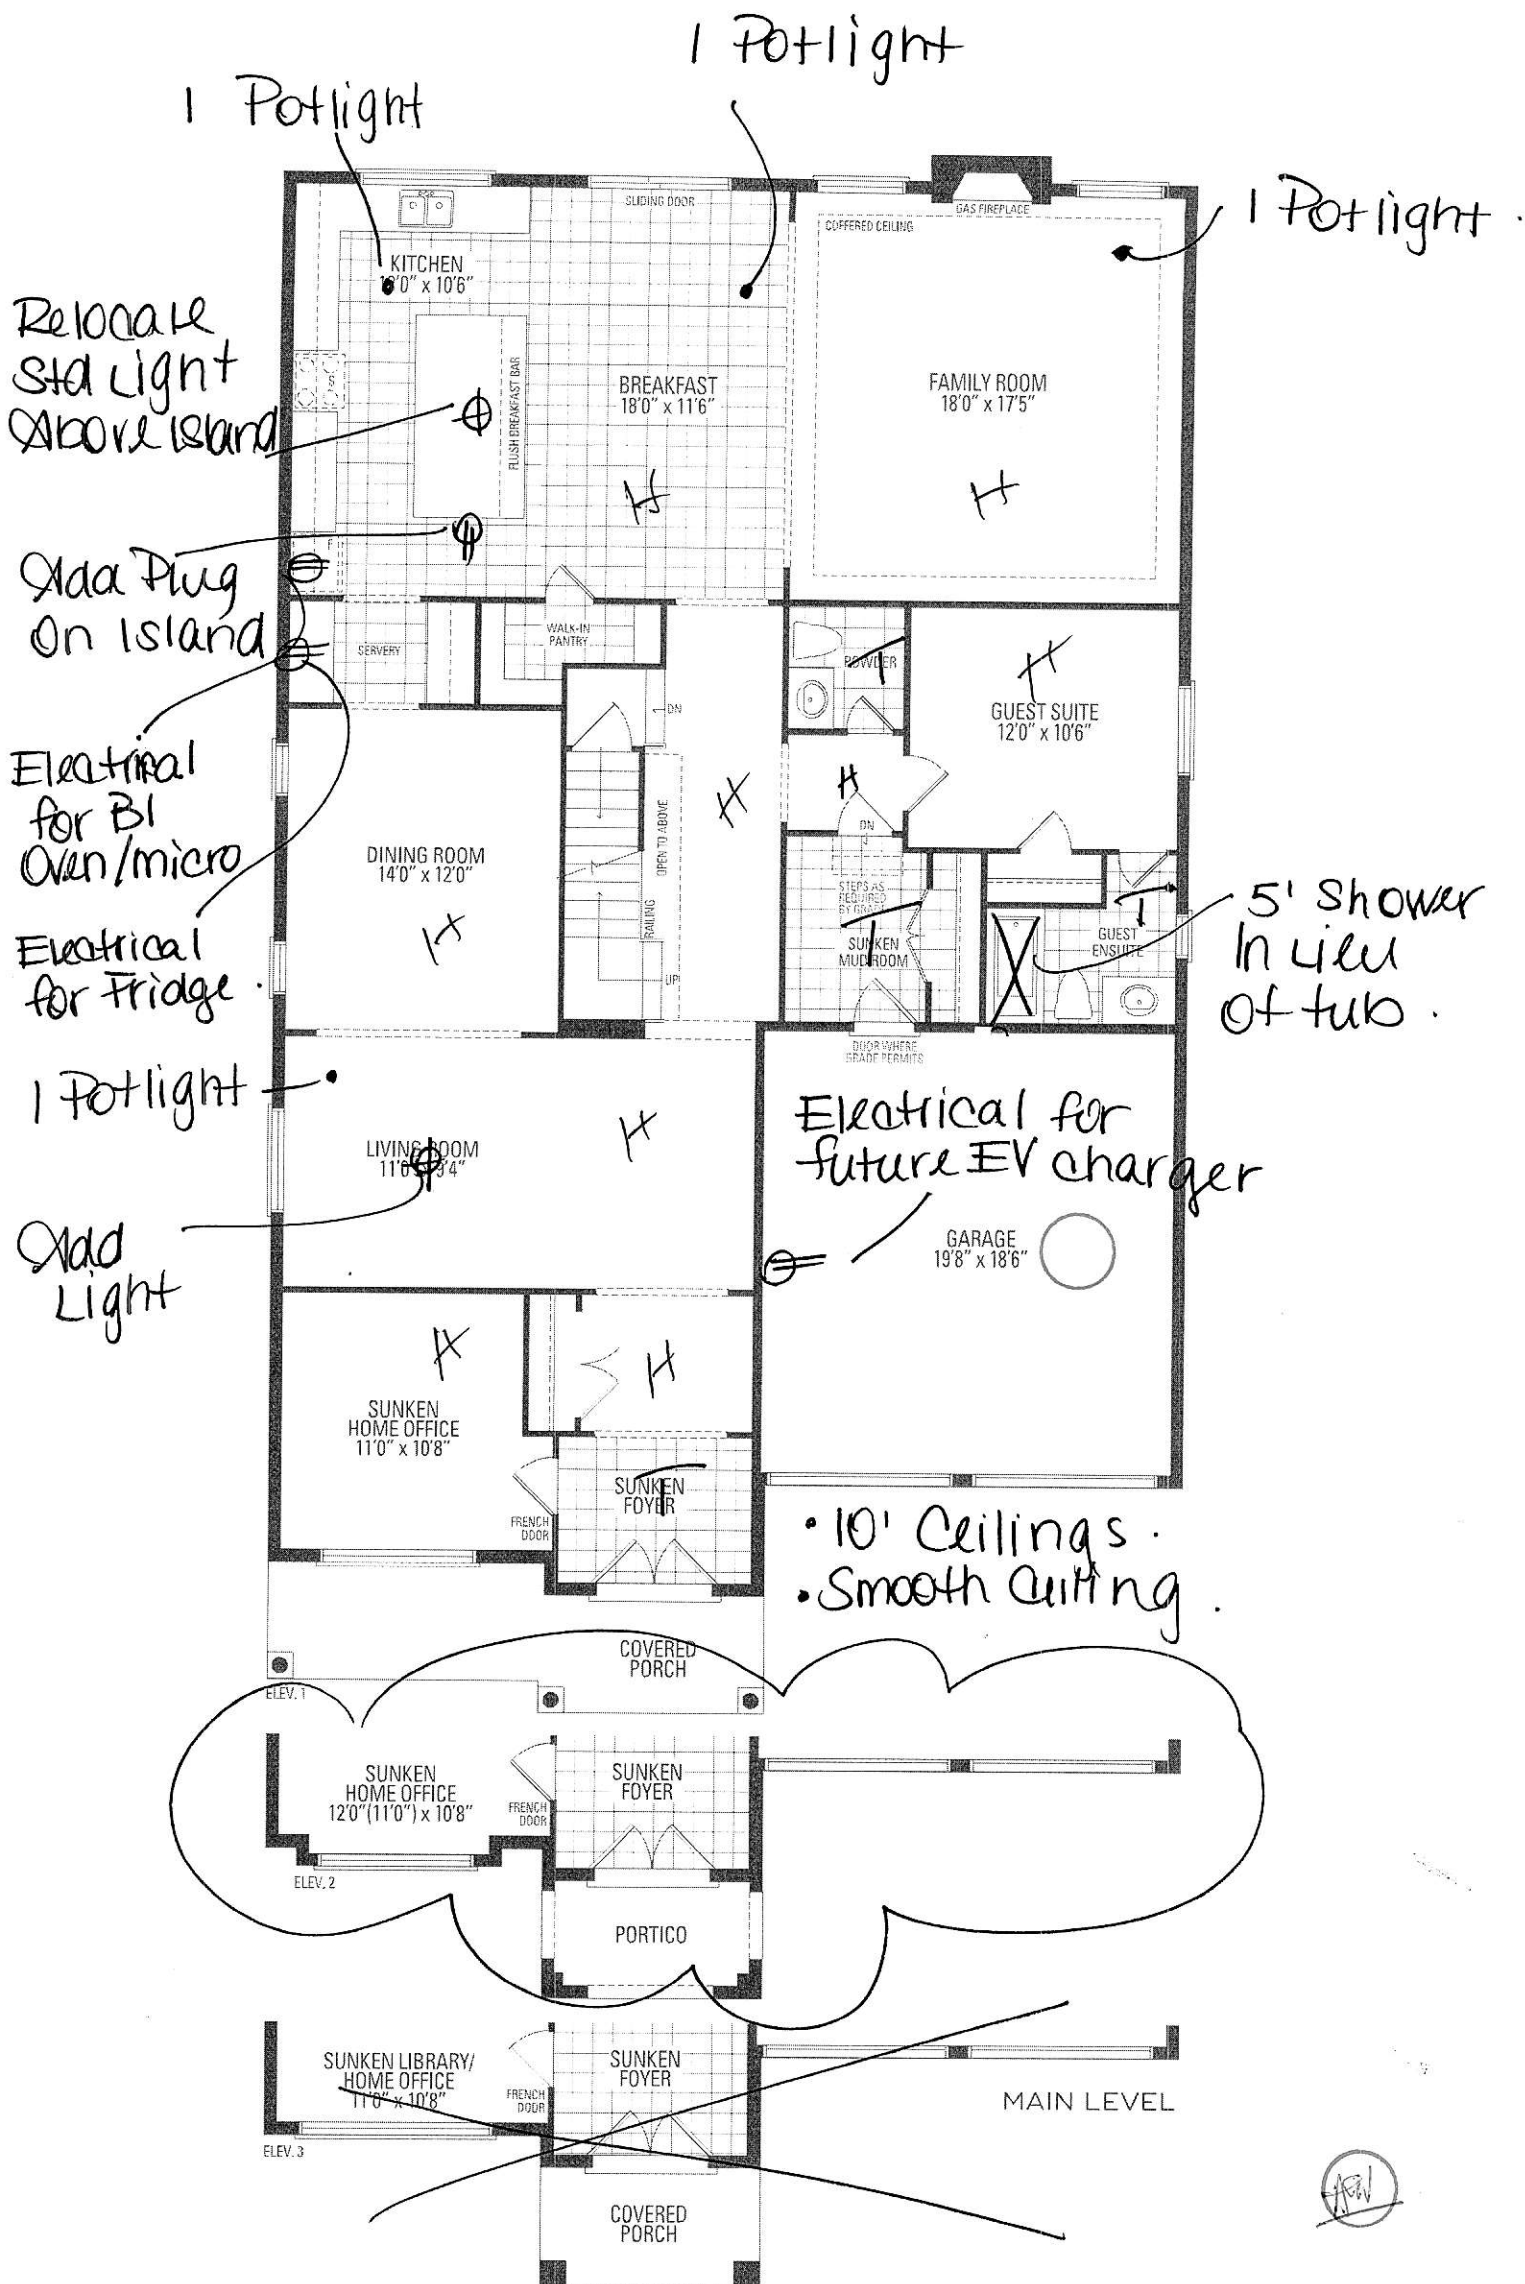 1 Potlight
1 Potlight
SLIDING DOOR
GAS FIREPLACE
COFFERED CEILING
1 Potlight.
KITCHEN
10'6"
Relocate
Std Light
Above Island
FLUSH BREAKFAST BAR
BREAKFAST
18'0" x 11'6"
FAMILY ROOM
18'0" x 17'5"
H
H
Add Plug
On Island
WALK-IN
PANTRY
SERVERY
POWDER
T
H
GUEST SUITE
12'0" x 10'6"
DN
Electrical
for BI
Oven/micro
H
H
OPEN TO ABOVE
DN
DINING ROOM
14'0" x 12'0"
H
RAILING
UP
STEPS AS
REQUIRED
BY GRADE
T
SUNKEN
MUDROOM
T
GUEST
ENSUITE
5' Shower
In Lieu
Of tub.
Electrical
for Fridge.
DOOR WHERE
GRADE PERMITS
1 Potlight
LIVING ROOM
H
Electrical for
future EV charger
Add
Light
GARAGE
19'8" x 18'6"
H
H
SUNKEN
HOME OFFICE
11'0" x 10'8"
SUNKEN
FOYER
T
FRENCH
DOOR
• 10' Ceilings.
• Smooth Ceiling.
COVERED
PORCH
ELEV. 1
SUNKEN
HOME OFFICE
12'0"(11'0") x 10'8"
FRENCH
DOOR
SUNKEN
FOYER
ELEV. 2
PORTICO
SUNKEN LIBRARY/
HOME OFFICE
11'0" x 10'8"
FRENCH
DOOR
SUNKEN
FOYER
MAIN LEVEL
ELEV. 3
COVERED
PORCH